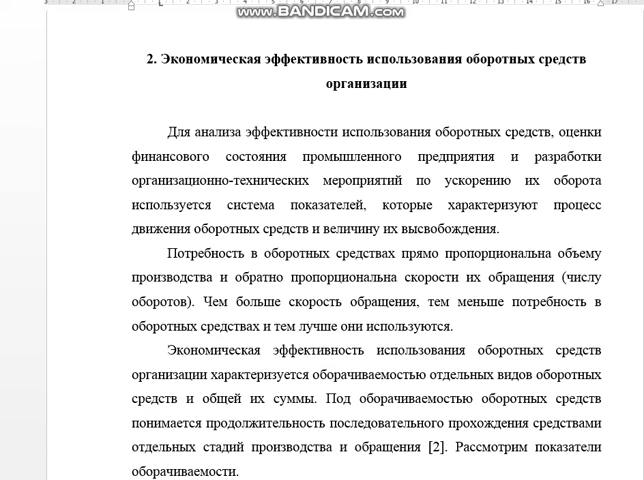 www.BANDICAM.com
2. Экономическая эффективность использования оборотных средств
организации
Для анализа эффективности использования оборотных средств, оценки
финансового состояния промышленного предприятия и разработки
организационно-технических мероприятий по ускорению их оборота
используется система показателей, которые характеризуют процесс
движения оборотных средств и величину их высвобождения.
Потребность в оборотных средствах прямо пропорциональна объему
производства и обратно пропорциональна скорости их обращения (числу
оборотов). Чем больше скорость обращения, тем меньше потребность в
оборотных средствах и тем лучше они используются.
Экономическая эффективность использования оборотных средств
организации характеризуется оборачиваемостью отдельных видов оборотных
средств и общей их суммы. Под оборачиваемостью оборотных средств
понимается продолжительность последовательного прохождения средствами
отдельных стадий производства и обращения [2]. Рассмотрим показатели
оборачиваемости.